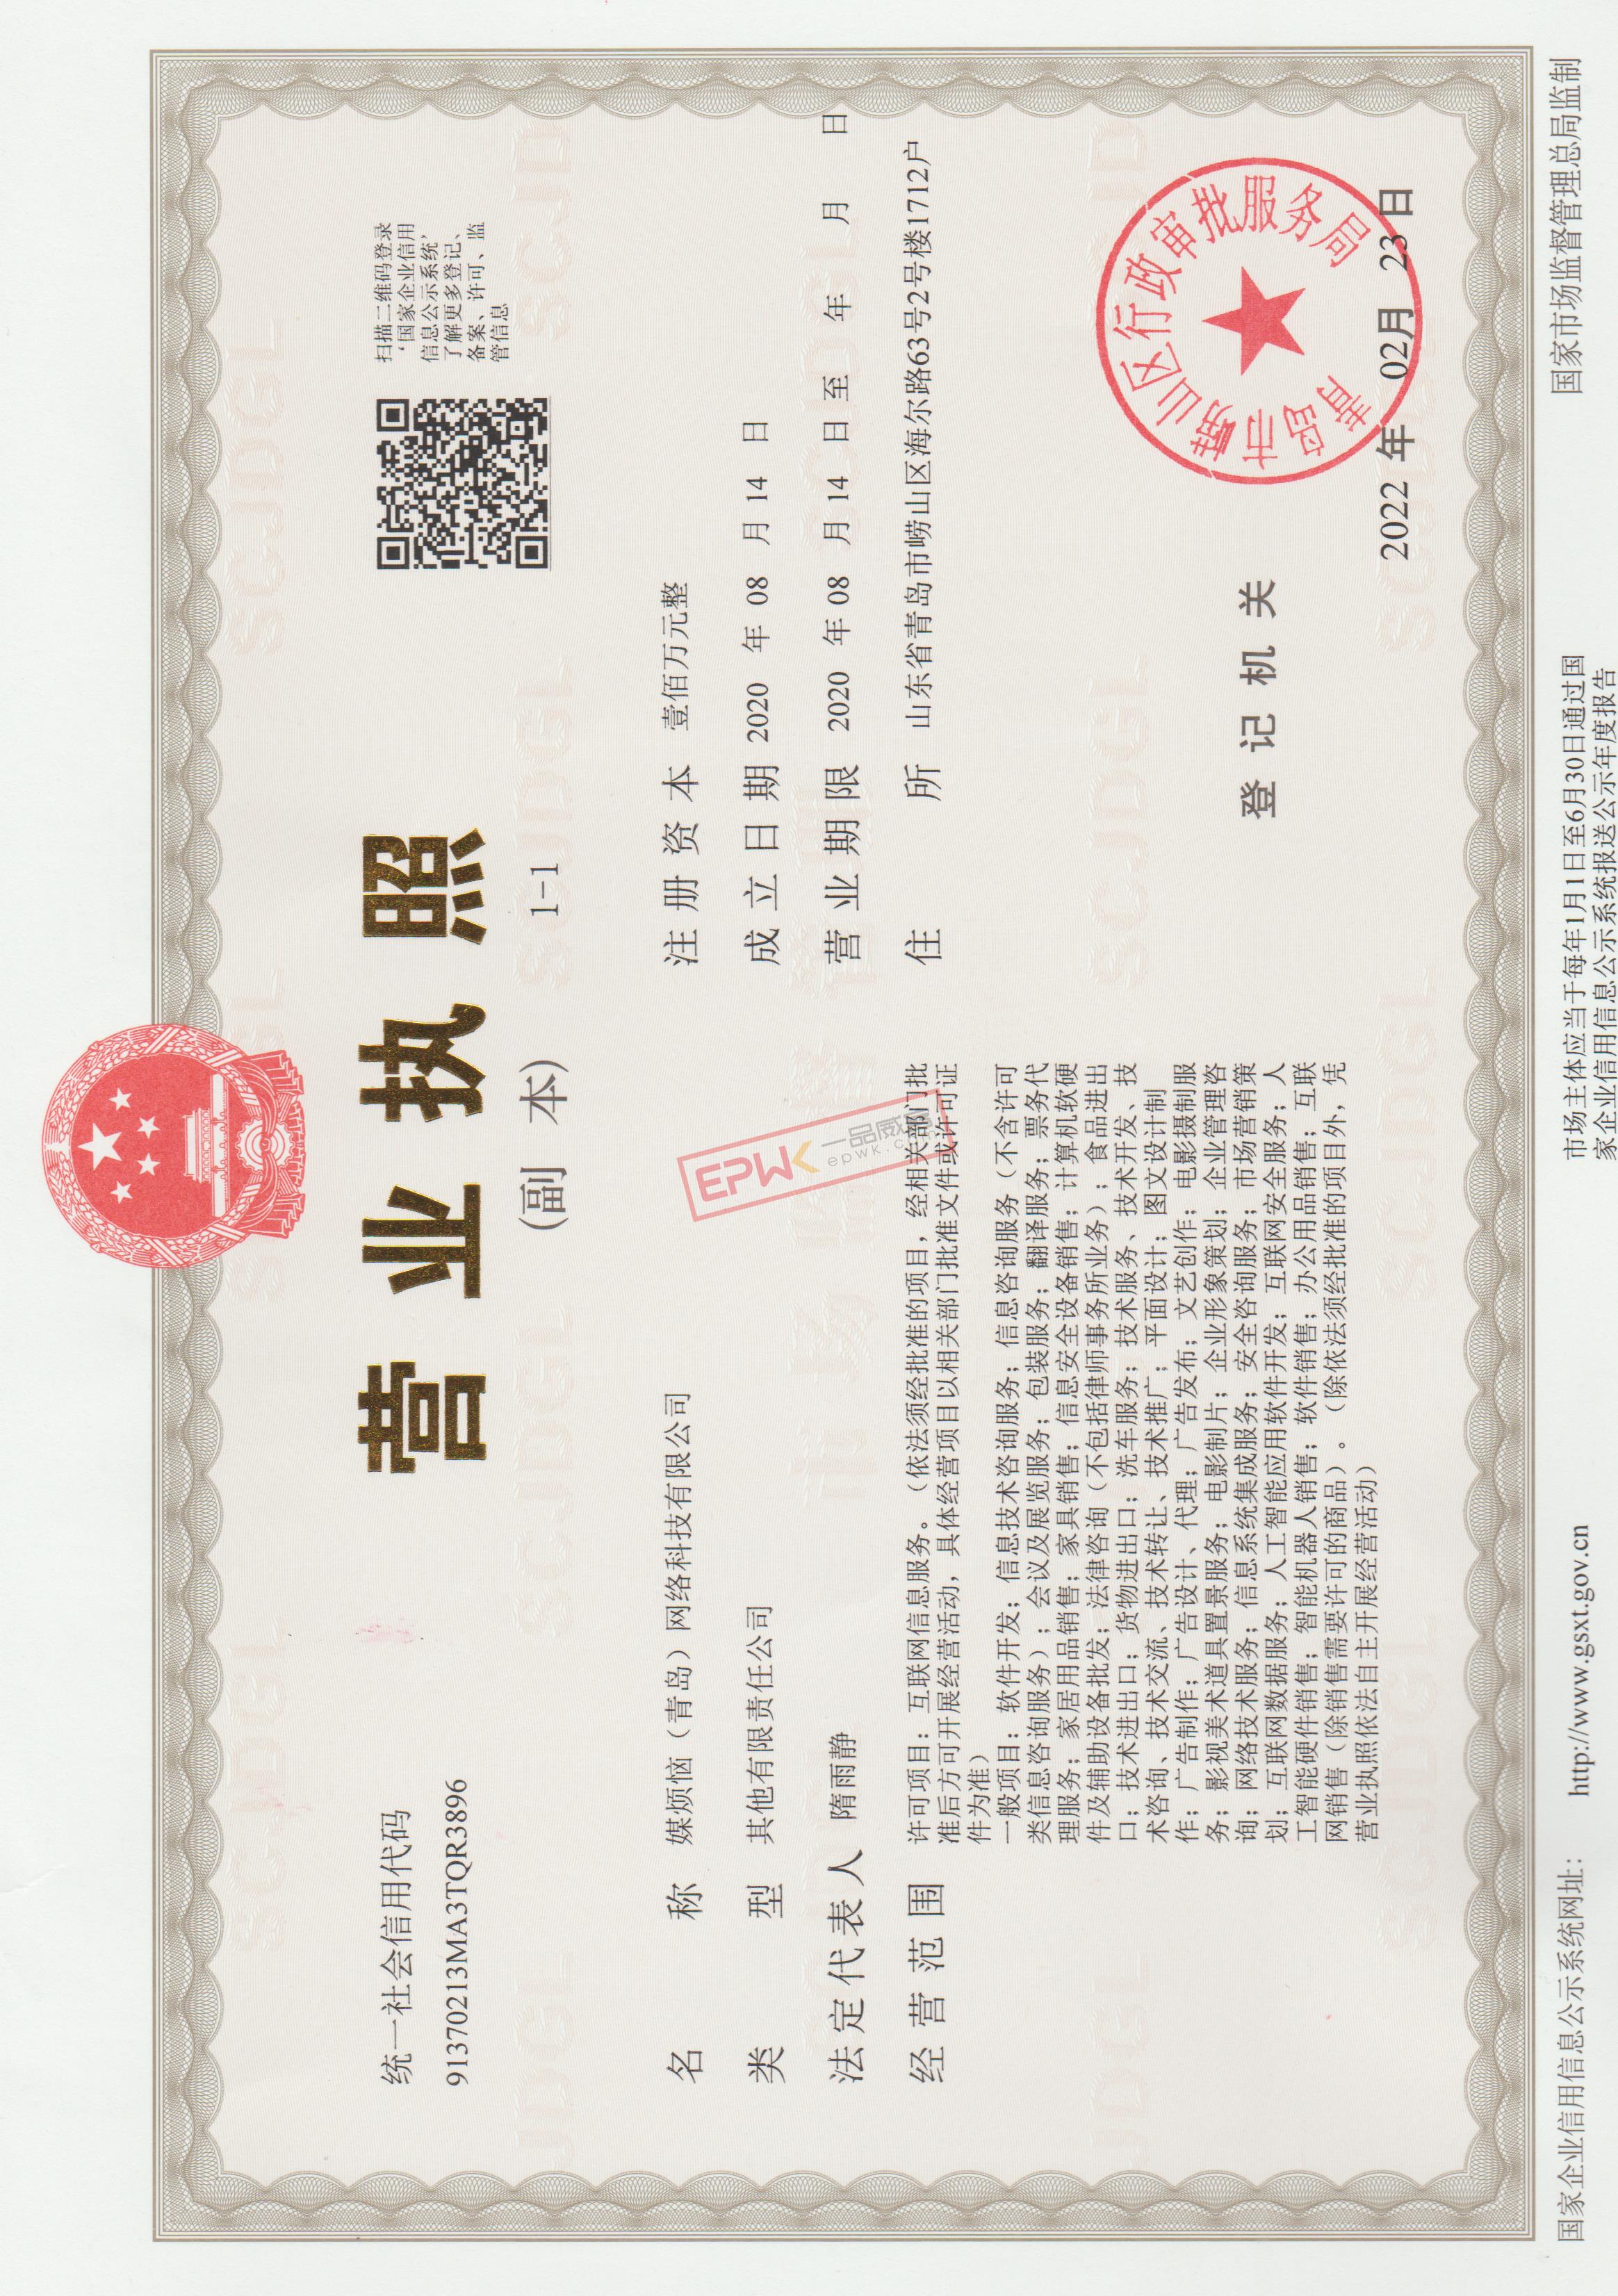 统一社会信用代码
91370213MA3TQR3896
营业执照
(副 本) 1-1
扫描二维码登录
‘国家企业信用
信息公示系统’
了解更多登记、
备案、许可、监
管信息
名称 媒烦恼（青岛）网络科技有限公司
类型 其他有限责任公司
法定代表人 隋雨静
经营范围
许可项目：互联网信息服务。（依法须经批准的项目，经相关部门批
准后方可开展经营活动，具体经营项目以相关部门批准文件或许可证
件为准）
一般项目：软件开发；信息技术咨询服务；信息咨询服务（不含许可
类信息咨询服务）；会议及展览服务；包装服务；翻译服务；票务代
理服务；家居用品销售；家具销售；信息安全设备销售；计算机软硬
件及辅助设备批发；法律咨询（不包括律师事务所业务）；食品进出
口；技术进出口；货物进出口；洗车服务；技术服务、技术开发、技
术咨询、技术交流、技术转让、技术推广；平面设计；图文设计制
作；广告制作；广告设计、代理；广告发布；文艺创作；电影摄制服
务；影视美术道具置景服务；电影制片；企业形象策划；企业管理咨
询；网络技术服务；信息系统集成服务；安全咨询服务；市场营销策
划；互联网数据服务；人工智能应用软件开发；互联网安全服务；人
工智能硬件销售；智能机器人销售；软件销售；办公用品销售；互联
网销售（除销售需要许可的商品）。（除依法须经批准的项目外，凭
营业执照依法自主开展经营活动）
注册资本 壹佰万元整
成立日期 2020 年 08 月 14 日
营业期限 2020 年 08 月 14 日至 年 月 日
住所 山东省青岛市崂山区海尔路63号2号楼1712户
EPWK 一品威客
epwk.com
登记机关
青岛市崂山区行政审批服务局
2022 年 02月 23日
国家企业信用信息公示系统网址： http://www.gsxt.gov.cn
市场主体应当于每年1月1日至6月30日通过国
家企业信用信息公示系统报送公示年度报告
国家市场监督管理总局监制